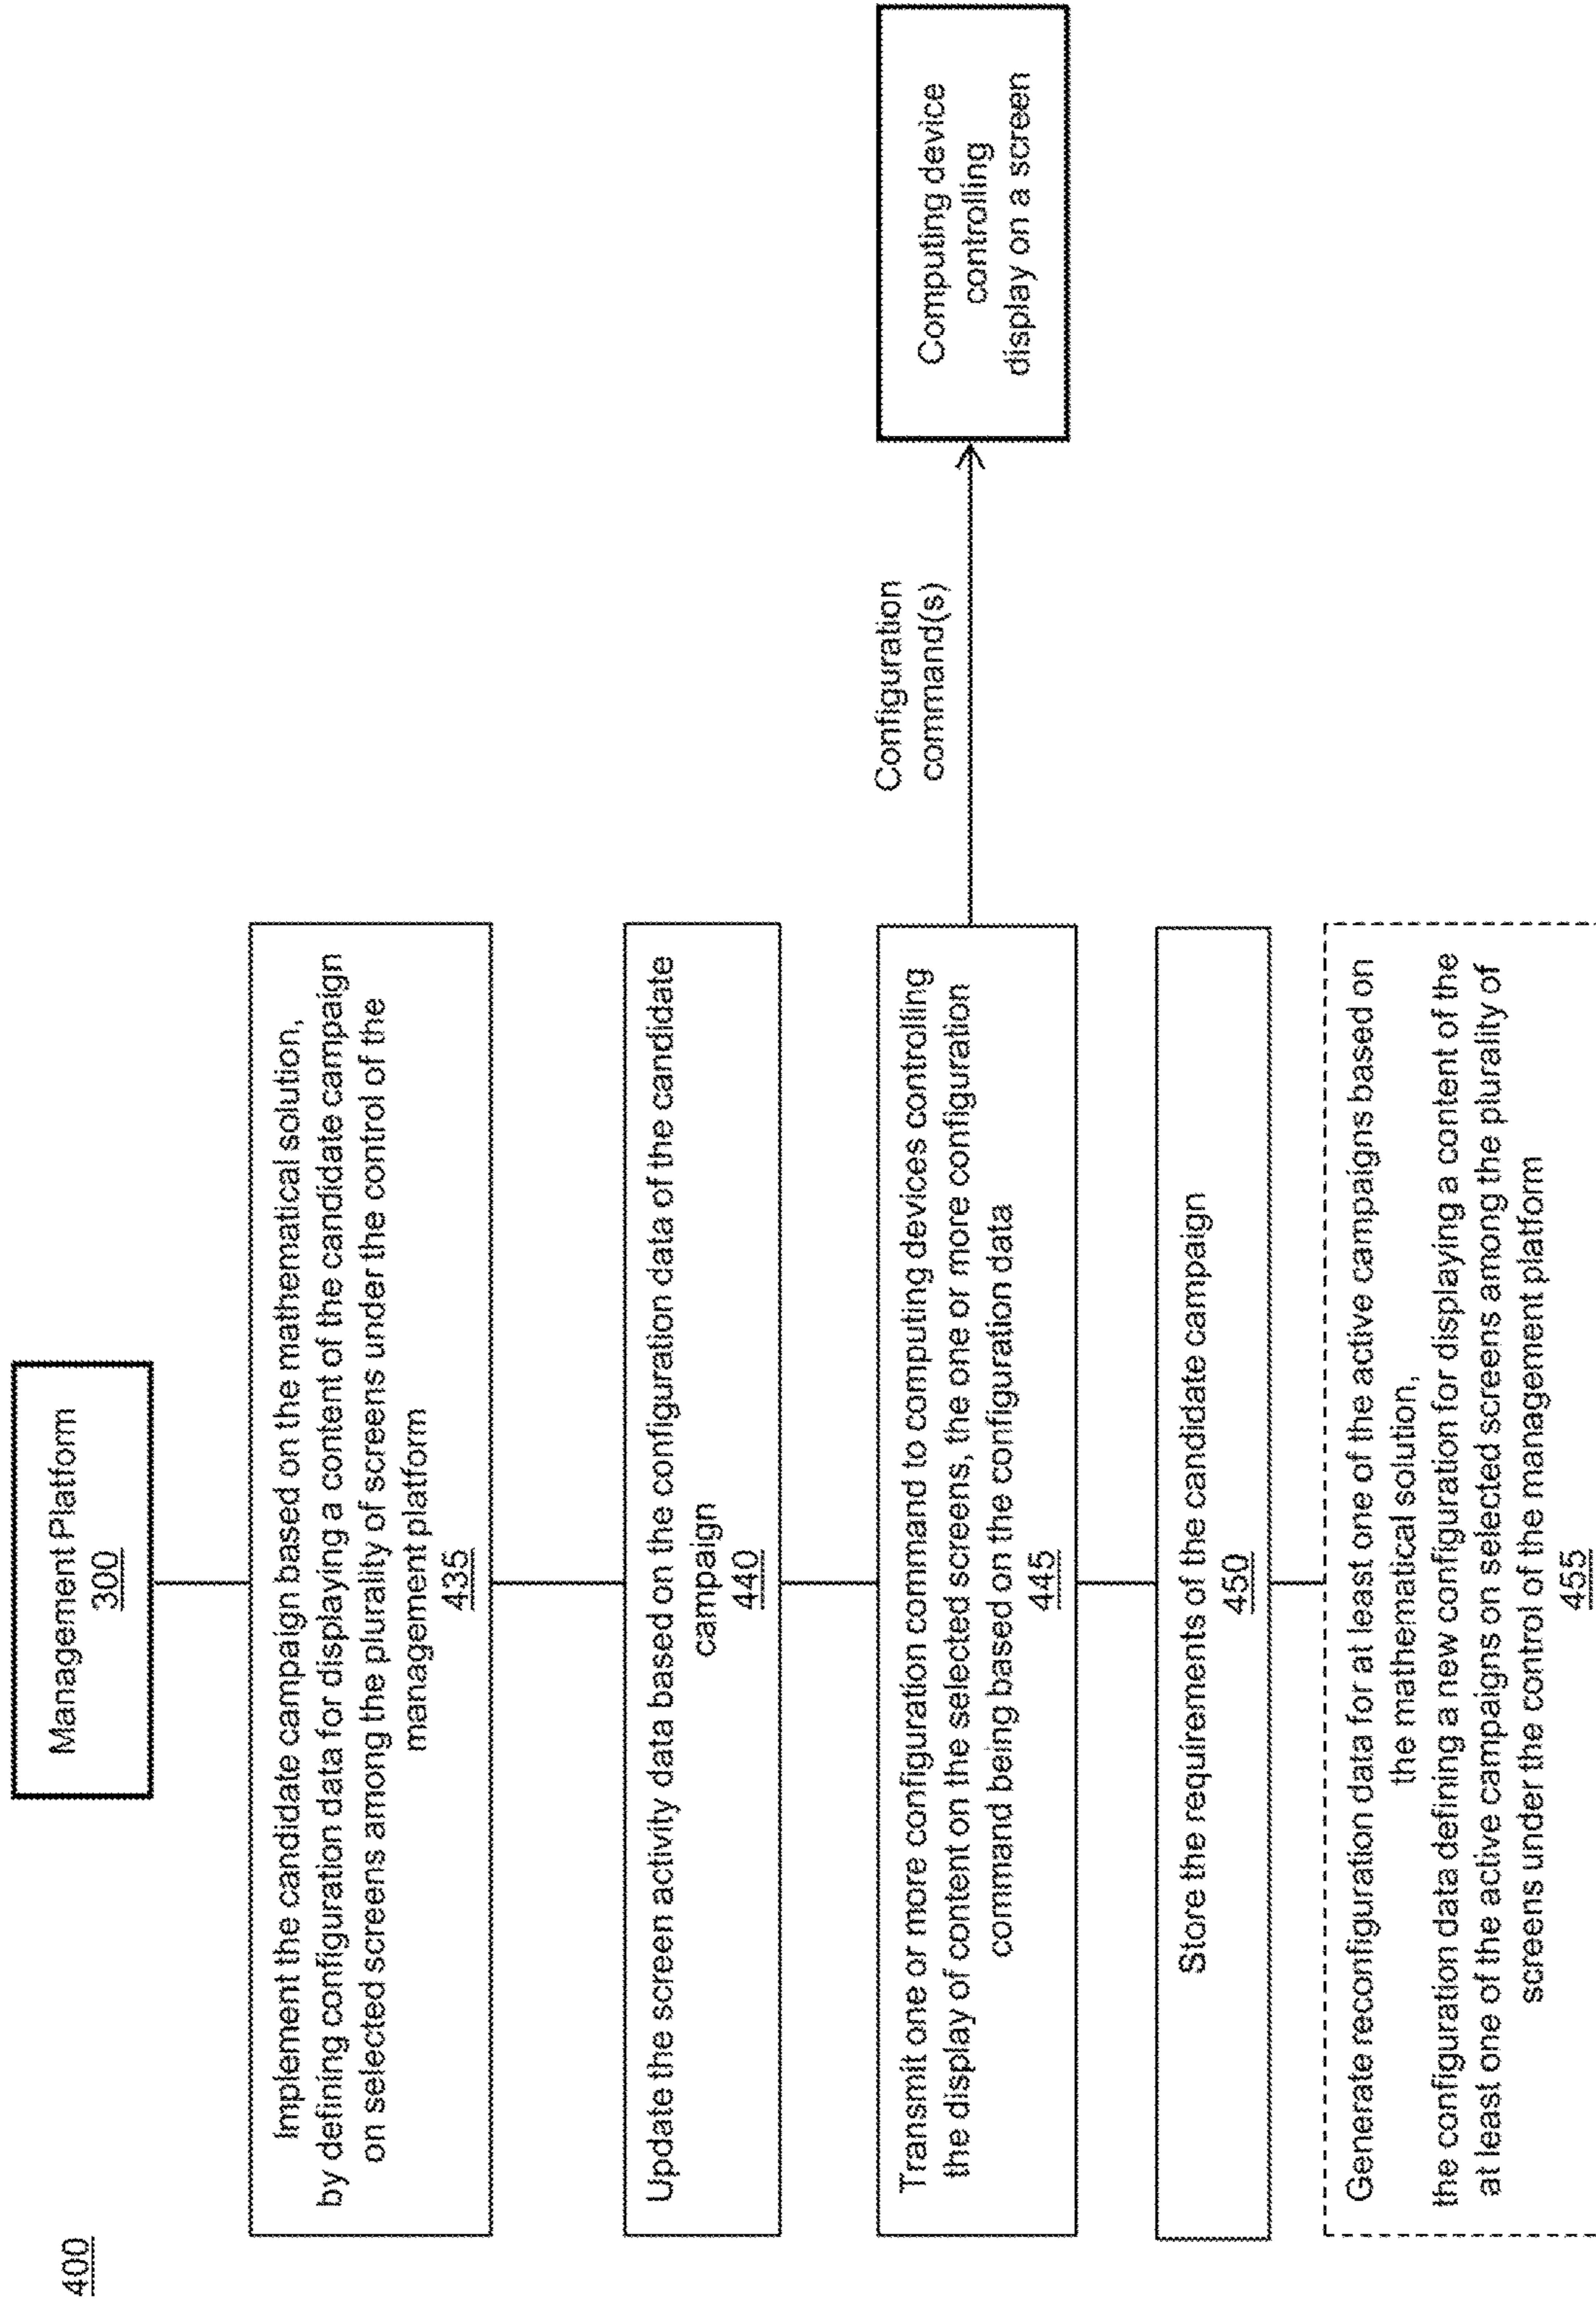 400
Management Platform
300
Implement the candidate campaign based on the mathematical solution,
by defining configuration data for displaying a content of the candidate campaign
on selected screens among the plurality of screens under the control of the
management platform
435
Update the screen activity data based on the configuration data of the candidate
campaign
440
Transmit one or more configuration command to computing devices controlling
the display of content on the selected screens, the one or more configuration
command being based on the configuration data
445
Configuration
command(s)
Computing device
controlling
display on a screen
Store the requirements of the candidate campaign
450
Generate reconfiguration data for at least one of the active campaigns based on
the mathematical solution,
the configuration data defining a new configuration for displaying a content of the
at least one of the active campaigns on selected screens among the plurality of
screens under the control of the management platform
455